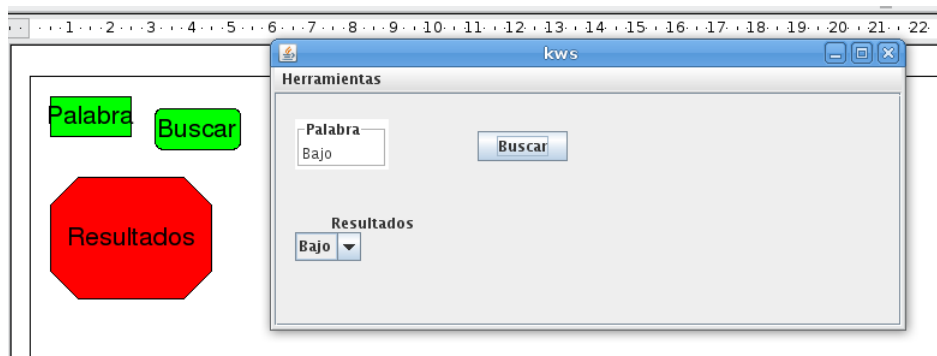 1 2 3 4 5 6 7 8 9 10 11 12 13 14 15 16 17 18 19 20 21 22
kws
Herramientas
Palabra
Buscar
Resultados
Palabra
Bajo
Buscar
Resultados
Bajo